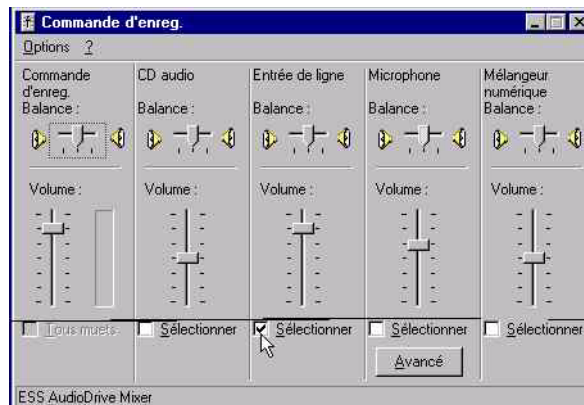 Commande d'enreg.
Options ?
Commande d'enreg.
Balance :
Volume :
Tous muets
CD audio
Balance :
Volume :
Sélectionner
Entrée de ligne
Balance :
Volume :
Sélectionner
Microphone
Balance :
Volume :
Sélectionner
Avancé
Mélangeur
numérique
Balance :
Volume :
Sélectionner
ESS AudioDrive Mixer